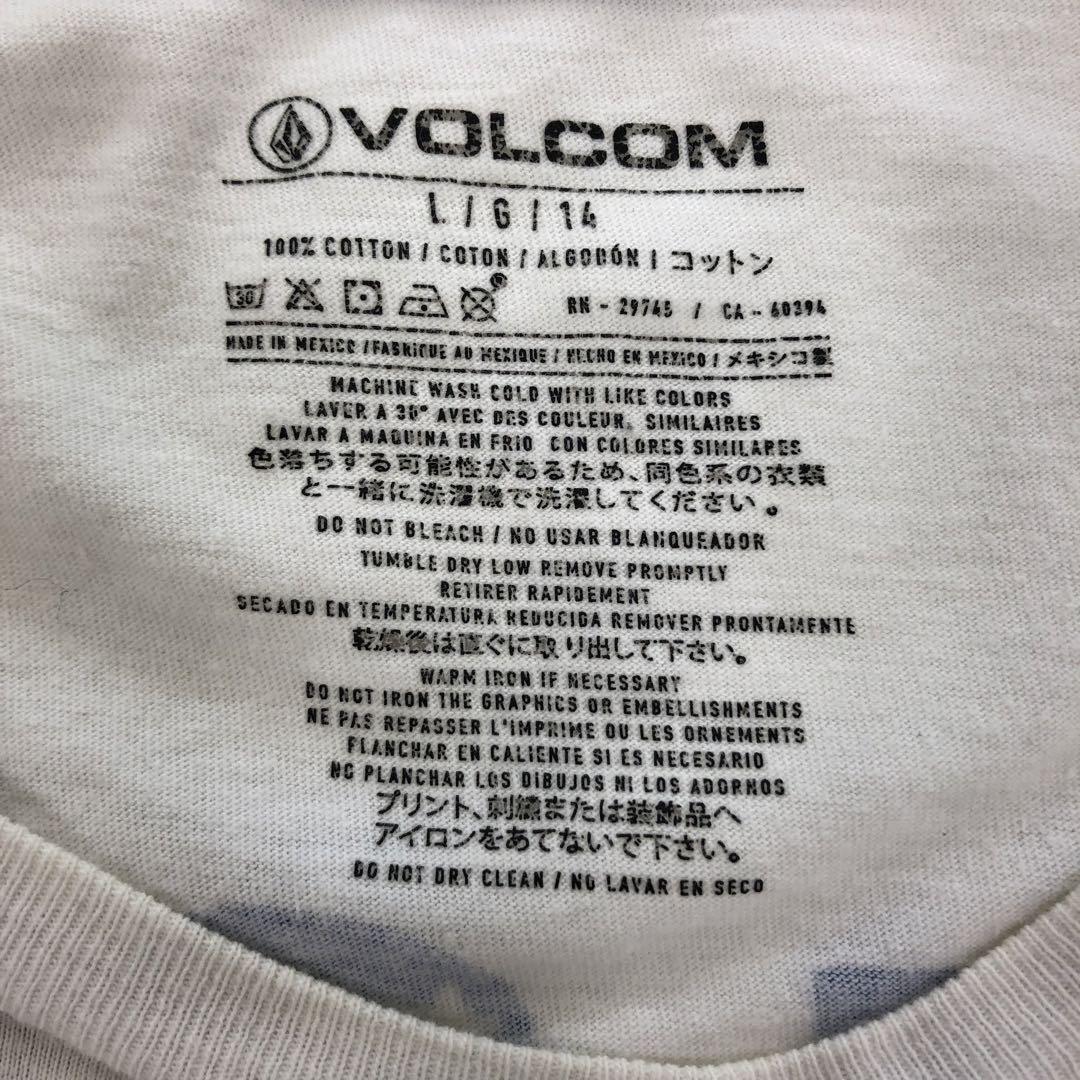 VOLCOM
L / G / 14
100% COTTON / COTON / ALGODÓN / コットン
30 RN - 29765 / CA - 60394
MADE IN MEXICO / FABRIQUE AU MEXIQUE / HECHO EN MEXICO / メキシコ製
MACHINE WASH COLD WITH LIKE COLORS
LAVER A 30° AVEC DES COULEUR, SIMILAIRES
LAVAR A MAQUINA EN FRIO CON COLORES SIMILARES
色落ちする可能性があるため、同色系の衣類
と一緒に洗濯機で洗濯してください。
DO NOT BLEACH / NO USAR BLANQUEADOR
TUMBLE DRY LOW REMOVE PROMPTLY
RETIRER RAPIDEMENT
SECADO EN TEMPERATURA REDUCIDA REMOVER PRONTAMENTE
乾燥後は直ぐに取り出して下さい。
WARM IRON IF NECESSARY
DO NOT IRON THE GRAPHICS OR EMBELLISHMENTS
NE PAS REPASSER L'IMPRIME OU LES ORNEMENTS
PLANCHAR EN CALIENTE SI ES NECESARIO
NO PLANCHAR LOS DIBUJOS NI LOS ADORNOS
プリント、刺繍または装飾品へ
アイロンをあてないで下さい。
DO NOT DRY CLEAN / NO LAVAR EN SECO